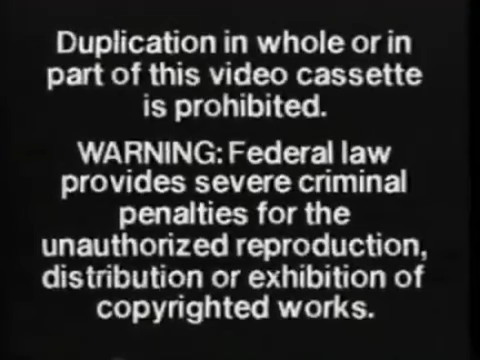 Duplication in whole or in
part of this video cassette
is prohibited.
WARNING: Federal law
provides severe criminal
penalties for the
unauthorized reproduction,
distribution or exhibition of
copyrighted works.